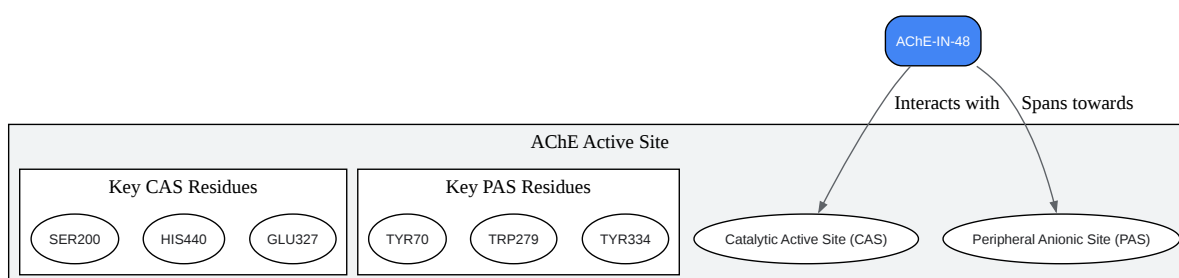 AChE-IN-48
Interacts with
Spans towards
AChE Active Site
Key CAS Residues
Key PAS Residues
SER200
HIS440
GLU327
TYR70
TRP279
TYR334
Catalytic Active Site (CAS)
Peripheral Anionic Site (PAS)